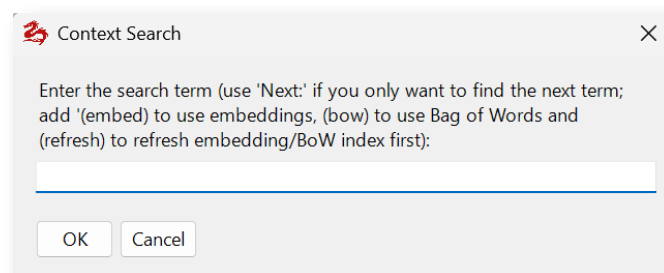 Context Search
Enter the search term (use 'Next:' if you only want to find the next term;
add '(embed) to use embeddings, (bow) to use Bag of Words and
(refresh) to refresh embedding/BoW index first):
OK Cancel